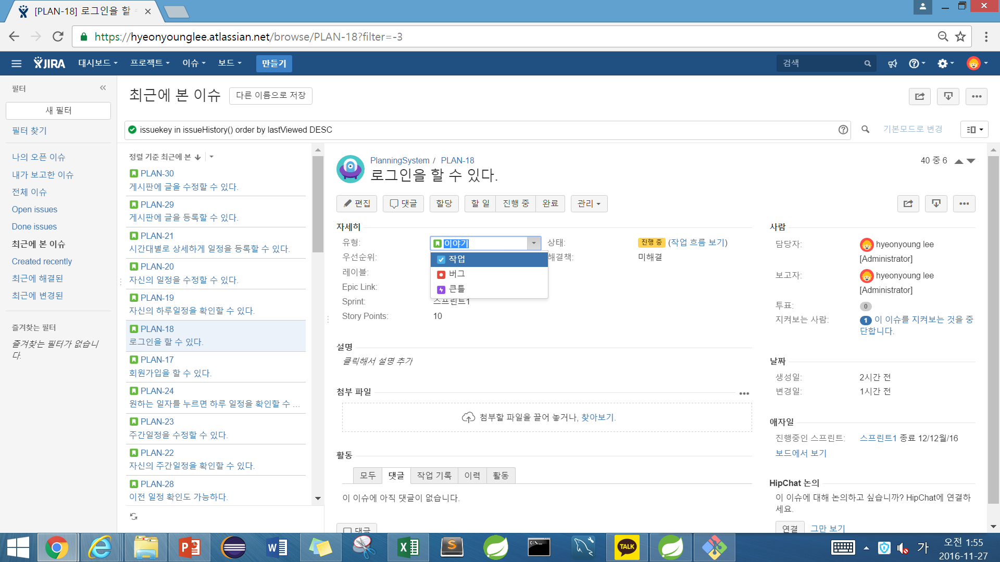 [PLAN-18] 로그인을 할
https://hyeonyounglee.atlassian.net/browse/PLAN-18?filter=-3
JIRA 대시보드 프로젝트 이슈 보드 만들기 검색
필터
새 필터
필터 찾기
나의 오픈 이슈
내가 보고한 이슈
전체 이슈
Open issues
Done issues
최근에 본 이슈
Created recently
최근에 해결된
최근에 변경된
즐겨찾는 필터
즐겨찾는 필터가 없습니
다.
최근에 본 이슈 다른 이름으로 저장
issuekey in issueHistory() order by lastViewed DESC
기본모드로 변경
정렬 기준 최근에 본
PLAN-30
게시판에 글을 수정할 수 있다.
PLAN-29
게시판에 글을 등록할 수 있다.
PLAN-21
시간대별로 상세하게 일정을 등록할 수 있다.
PLAN-20
자신의 일정을 수정할 수 있다.
PLAN-19
자신의 하루일정을 확인할 수 있다.
PLAN-18
로그인을 할 수 있다.
PLAN-17
회원가입을 할 수 있다.
PLAN-24
원하는 일자를 누르면 하루 일정을 확인할 수 ...
PLAN-23
주간일정을 수정할 수 있다.
PLAN-22
자신의 주간일정을 확인할 수 있다.
PLAN-28
이전 일정 확인도 가능하다.
PlanningSystem / PLAN-18
로그인을 할 수 있다.
40 중 6
편집 댓글 할당 할 일 진행 중 완료 관리
자세히
유형: 이야기
작업
버그
큰틀
우선순위:
레이블:
Epic Link:
Sprint: 스프린트1
Story Points: 10
상태: 진행 중 (작업 흐름 보기)
해결책: 미해결
설명
클릭해서 설명 추가
첨부 파일
첨부할 파일을 끌어 놓거나, 찾아보기.
활동
모두 댓글 작업 기록 이력 활동
이 이슈에 아직 댓글이 없습니다.
댓글
사람
담당자: hyeonyoung lee
[Administrator]
보고자: hyeonyoung lee
[Administrator]
투표: 0
지켜보는 사람: 1 이 이슈를 지켜보는 것을 중
단합니다.
날짜
생성일: 2시간 전
변경일: 1시간 전
애자일
진행중인 스프린트: 스프린트1 종료 12/12월/16
보드에서 보기
HipChat 논의
이 이슈에 대해 논의하고 싶습니까? HipChat에 연결하
세요.
연결 그만 보기
TALK
가
오전 1:55
2016-11-27